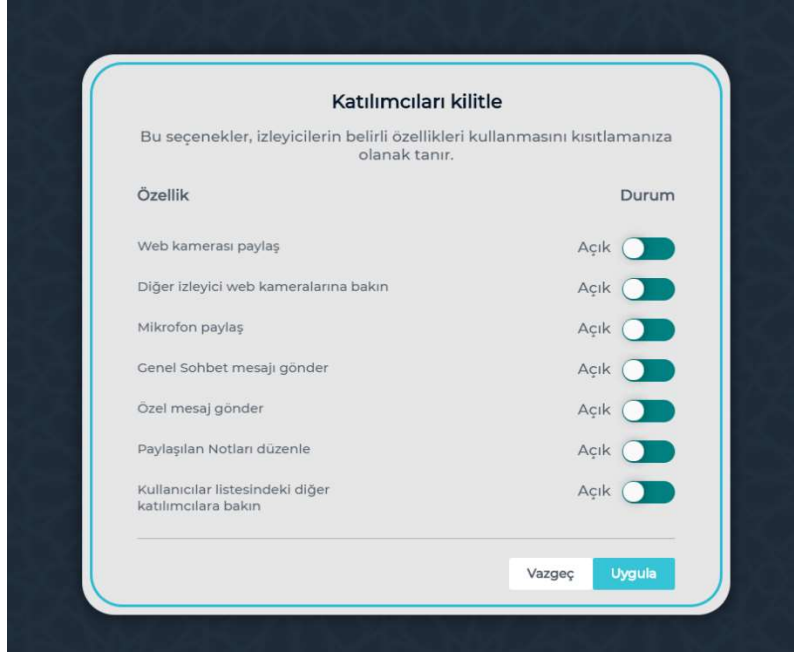 Katılımcıları kilitle
Bu seçenekler, izleyicilerin belirli özellikleri kullanmasını kısıtlamanıza
olanak tanır.
Özellik Durum
Web kamerası paylaş Açık
Diğer izleyici web kameralarına bakın Açık
Mikrofon paylaş Açık
Genel Sohbet mesajı gönder Açık
Özel mesaj gönder Açık
Paylaşılan Notları düzenle Açık
Kullanıcılar listesindeki diğer Açık
katılımcılara bakın
Vazgeç Uygula